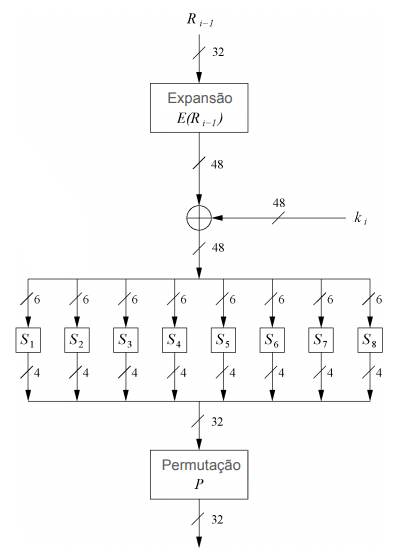 R i−1
32
Expansão
E(R i−1)
48
48
k i
48
6 6 6 6 6 6 6 6
S1 S2 S3 S4 S5 S6 S7 S8
4 4 4 4 4 4 4 4
32
Permutação
P
32